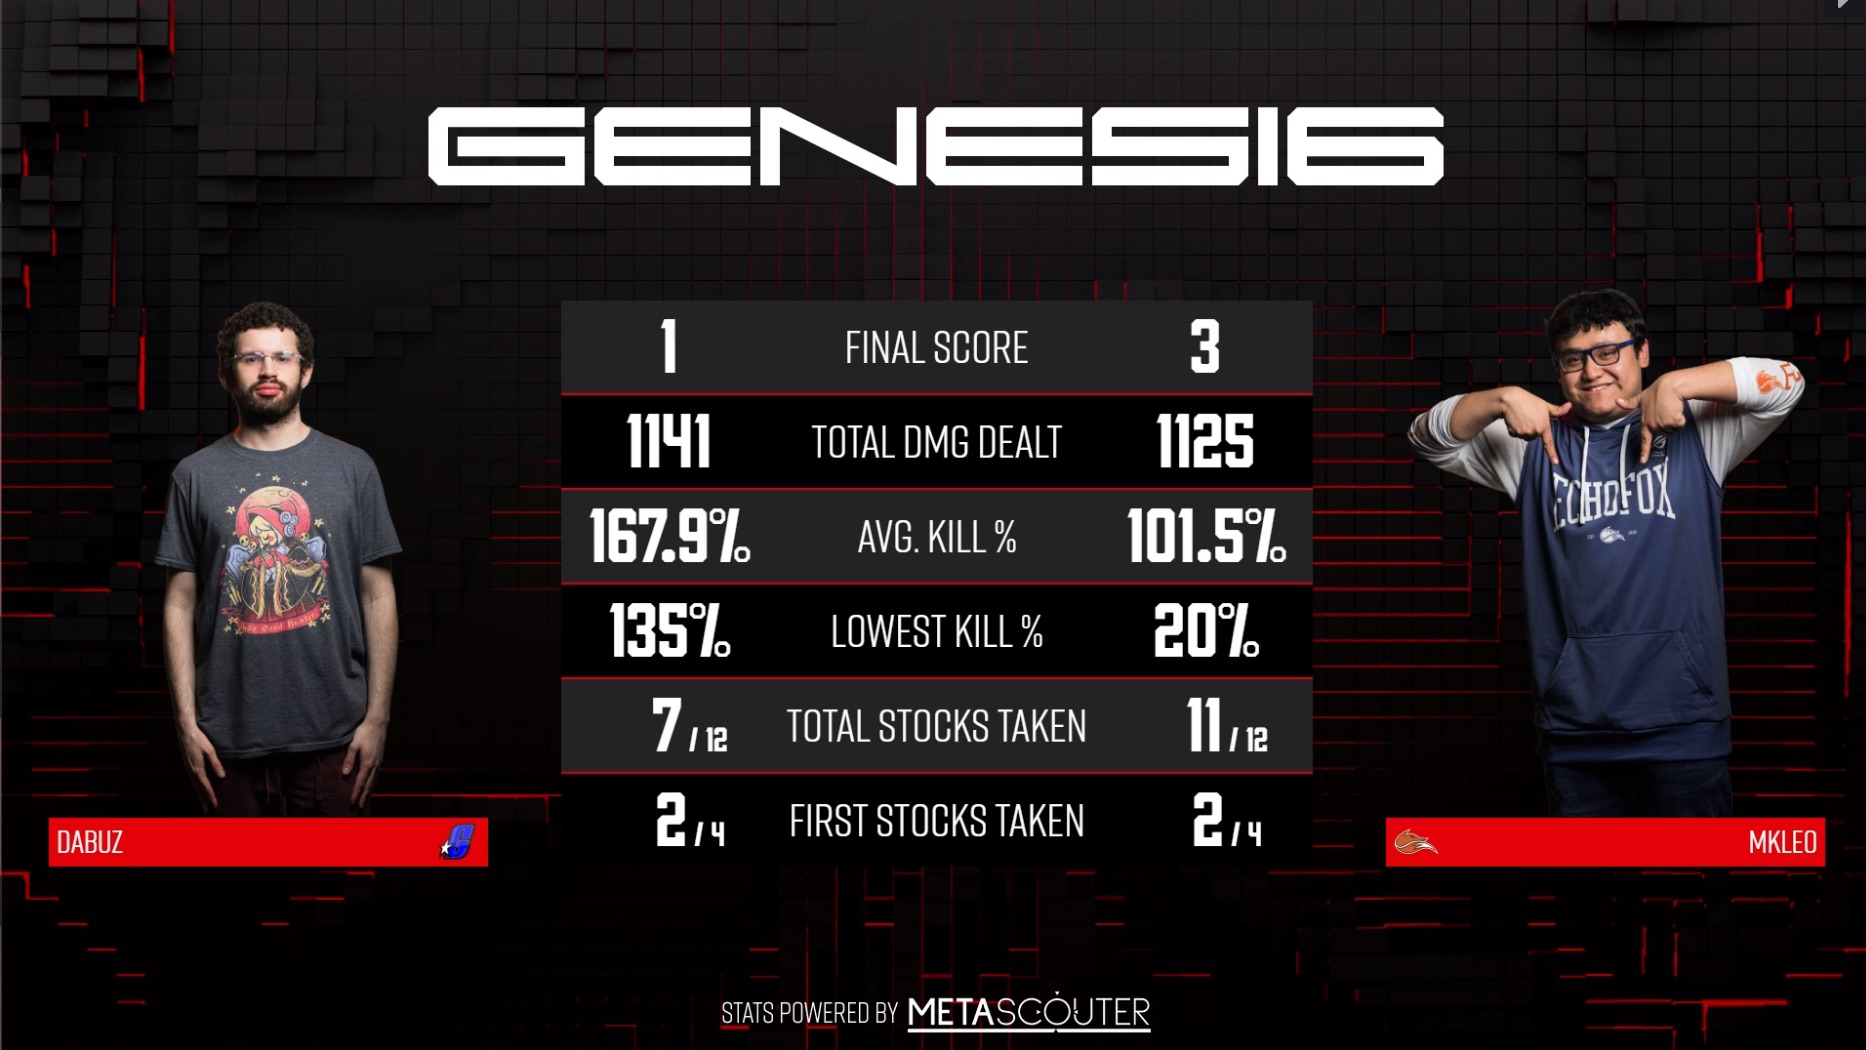 GENESIS
1 FINAL SCORE 3
1141 TOTAL DMG DEALT 1125
167.9% AVG. KILL % 101.5%
135% LOWEST KILL % 20%
7 / 12 TOTAL STOCKS TAKEN 11 / 12
2 / 4 FIRST STOCKS TAKEN 2 / 4
ECHOFOX
DABUZ
MKLEO
STATS POWERED BY METASCOUTER